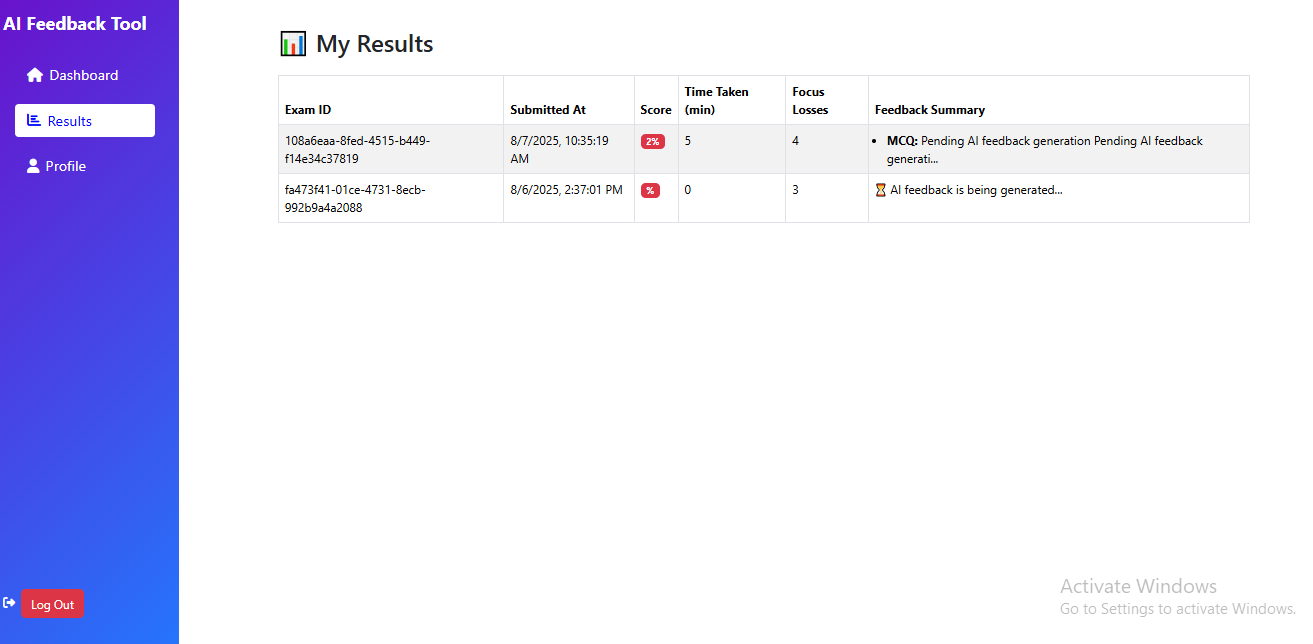 AI Feedback Tool
Dashboard
Results
Profile
Log Out
My Results
Exam ID
Submitted At
Score
Time Taken
(min)
Focus
Losses
Feedback Summary
108a6eaa-8fed-4515-b449-
f14e34c37819
8/7/2025, 10:35:19
AM
2%
5
4
• MCQ: Pending AI feedback generation Pending AI feedback
generati...
fa473f41-01ce-4731-8ecb-
992b9a4a2088
8/6/2025, 2:37:01 PM
%
0
3
⏳ AI feedback is being generated...
Activate Windows
Go to Settings to activate Windows.